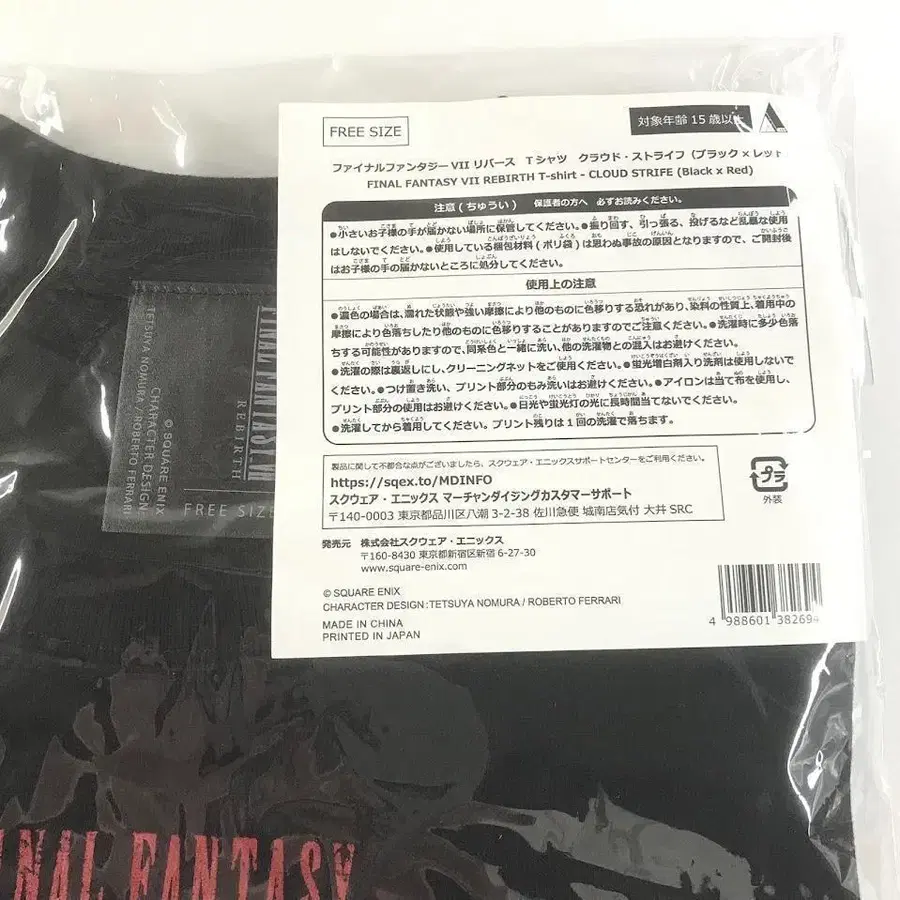 FREE SIZE
対象年齢 15 歳以上
ファイナルファンタジーVII リバース Tシャツ クラウド・ストライフ（ブラック x レッド
FINAL FANTASY VII REBIRTH T-shirt - CLOUD STRIFE (Black x Red)
注意（ちゅうい） 保護者の方へ 必ずお読みください。
●小さいお子様の手が届かない場所に保管してください。●振り回す、引っ張る、投げるなど乱暴な使用
はしないでください。●使用している梱包材料（ポリ袋）は思わぬ事故の原因となりますので、ご開封後
はお子様の手の届かないところに処分してください。
使用上の注意
●濃色の場合は、濡れた状態や強い摩擦により他のものに色移りする恐れがあり、染料の性質上、着用中の
摩擦により色落ちしたり他のものに色移りすることがありますのでご注意ください。●洗濯時に多少色落
ちする可能性がありますので、同系色と一緒に洗い、他の洗濯物との混入はお避けください。
●洗濯の際は裏返しにし、クリーニングネットをご使用ください。●蛍光増白剤入り洗剤は使用しないで
ください。●つけ置き洗い、プリント部分のもみ洗いはお避けください。●アイロンは当て布を使用し、
プリント部分の使用はお避けください。●日光や蛍光灯の光に長時間当てないでください。
●洗濯してから着用してください。プリント残りは1回の洗濯で落ちます。
製品に関して不都合な点がございましたら、スクウェア・エニックスサポートセンターをご利用ください。
https://sqex.to/MDINFO
スクウェア・エニックス マーチャンダイジングカスタマーサポート
〒140-0003 東京都品川区八潮 3-2-38 佐川急便 城南店気付 大井 SRC
プラ
外装
発売元 株式会社スクウェア・エニックス
〒160-8430 東京都新宿区新宿 6-27-30
www.square-enix.com
© SQUARE ENIX
CHARACTER DESIGN:TETSUYA NOMURA / ROBERTO FERRARI
MADE IN CHINA
PRINTED IN JAPAN
4 988601 38269
FINAL FANTASY VII
REBIRTH
© SQUARE ENIX
CHARACTER DESIGN:
TETSUYA NOMURA / ROBERTO FERRARI
FREE SIZE
FINAL FANTASY